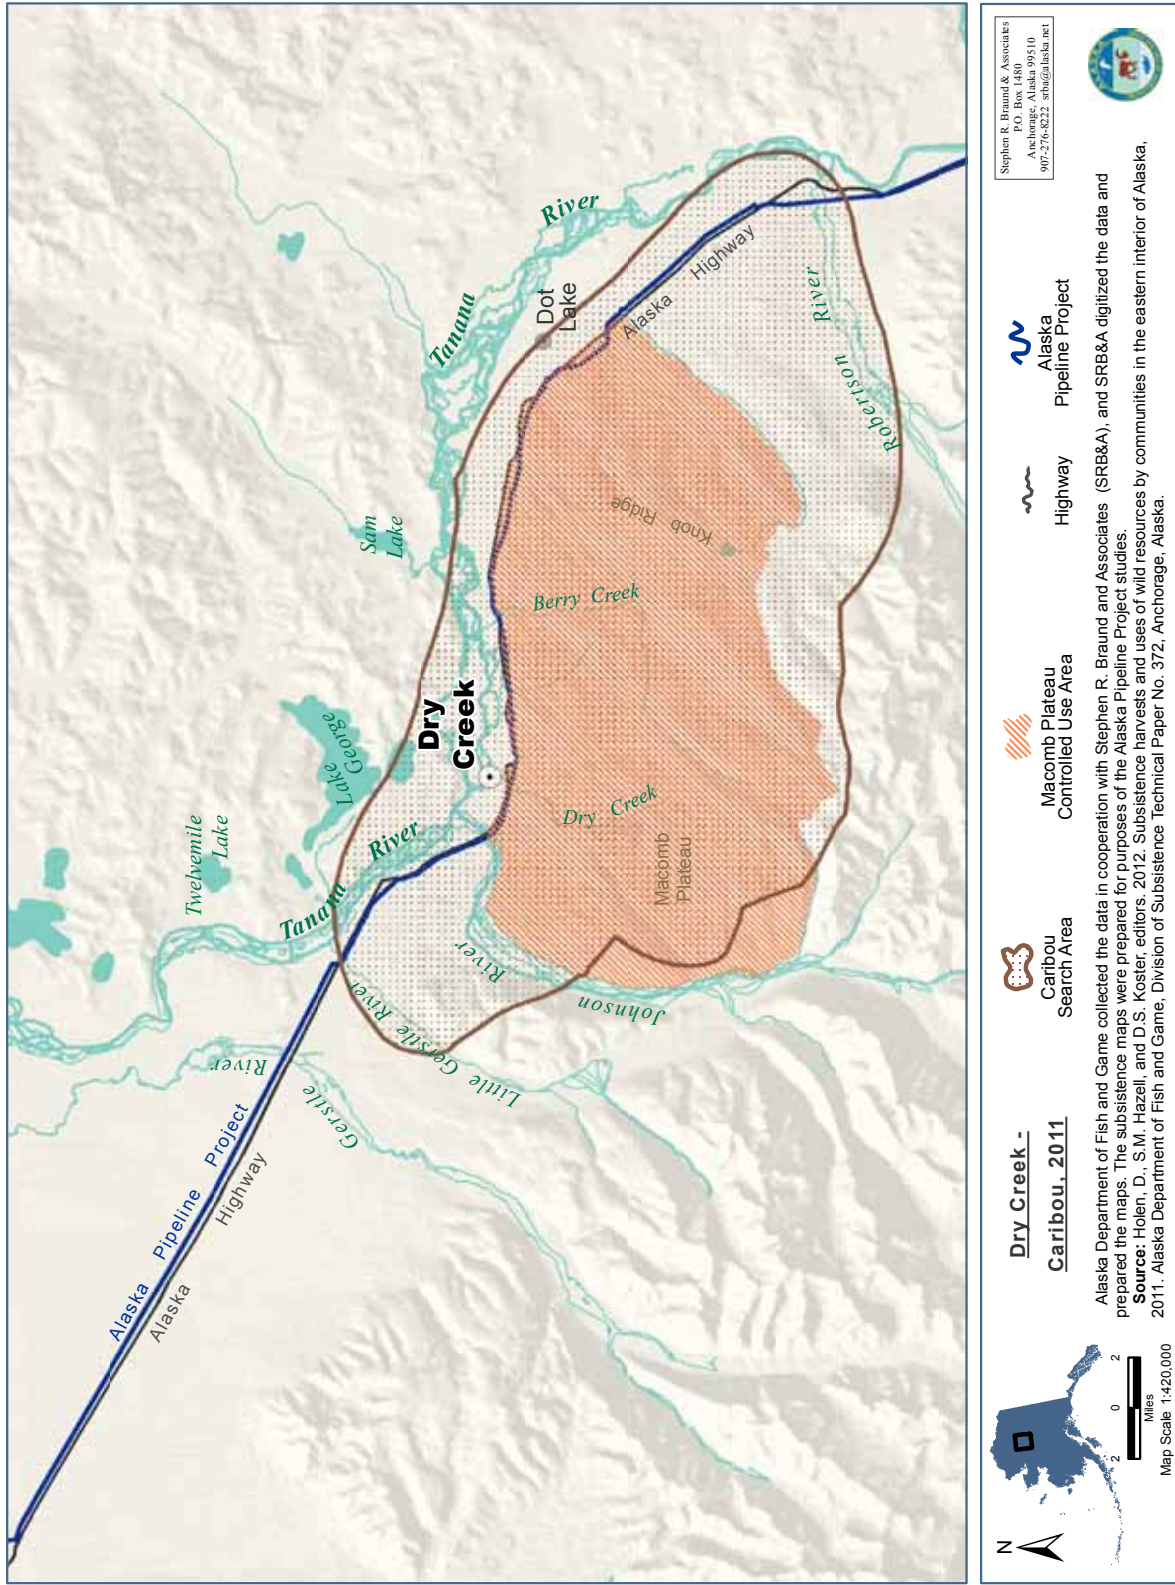 Alaska Pipeline Project
Alaska Highway
Gerstle
River
Little Gerstle River
Johnson
River
Tanana
River
Twelvemile
Lake
Lake
George
Dry
Creek
Dry Creek
Macomb
Plateau
Berry Creek
Knob Ridge
Sam
Lake
Tanana
River
Dot
Lake
Alaska
Highway
Robertson
River
N
2 0 2
Miles
Map Scale 1:420,000
Dry Creek -
Caribou, 2011
Caribou
Search Area
Macomb Plateau
Controlled Use Area
Highway
Alaska
Pipeline Project
Stephen R. Braund & Associates
P.O. Box 1480
Anchorage, Alaska 99510
907-276-8222 srba@alaska.net
Alaska Department of Fish and Game collected the data in cooperation with Stephen R. Braund and Associates (SRB&A), and SRB&A digitized the data and
prepared the maps. The subsistence maps were prepared for purposes of the Alaska Pipeline Project studies.
Source: Holen, D., S.M. Hazell, and D.S. Koster, editors. 2012. Subsistence harvests and uses of wild resources by communities in the eastern interior of Alaska,
2011. Alaska Department of Fish and Game, Division of Subsistence Technical Paper No. 372, Anchorage, Alaska.